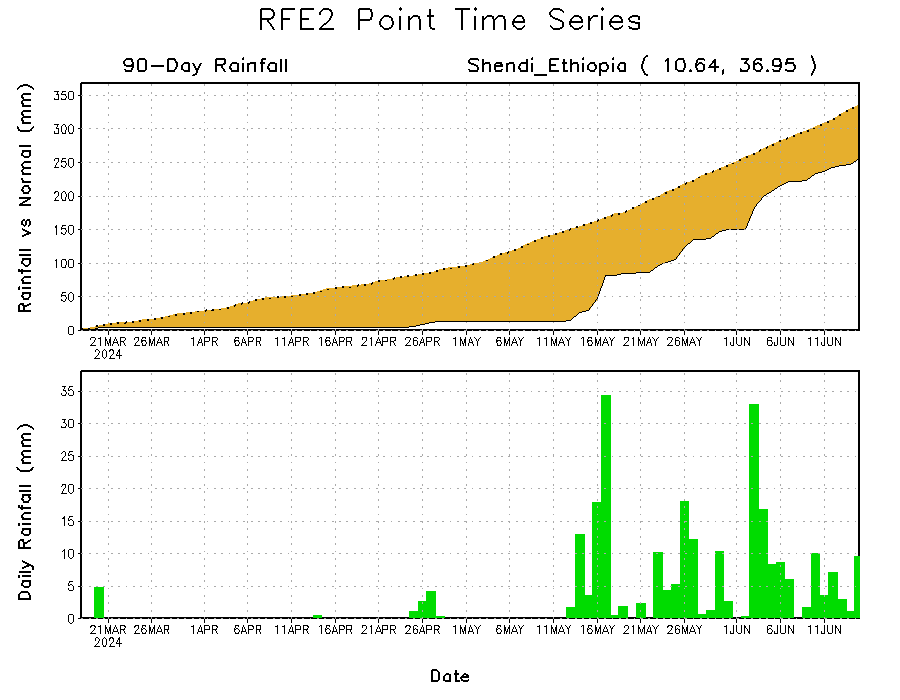 RFE2 Point Time Series
90-Day Rainfall
Shendi_Ethiopia ( 10.64, 36.95 )
Rainfall vs Normal (mm)
350
300
250
200
150
100
50
0
21MAR 26MAR 1APR 6APR 11APR 16APR 21APR 26APR 1MAY 6MAY 11MAY 16MAY 21MAY 26MAY 1JUN 6JUN 11JUN
2024
Daily Rainfall (mm)
35
30
25
20
15
10
5
0
21MAR 26MAR 1APR 6APR 11APR 16APR 21APR 26APR 1MAY 6MAY 11MAY 16MAY 21MAY 26MAY 1JUN 6JUN 11JUN
2024
Date